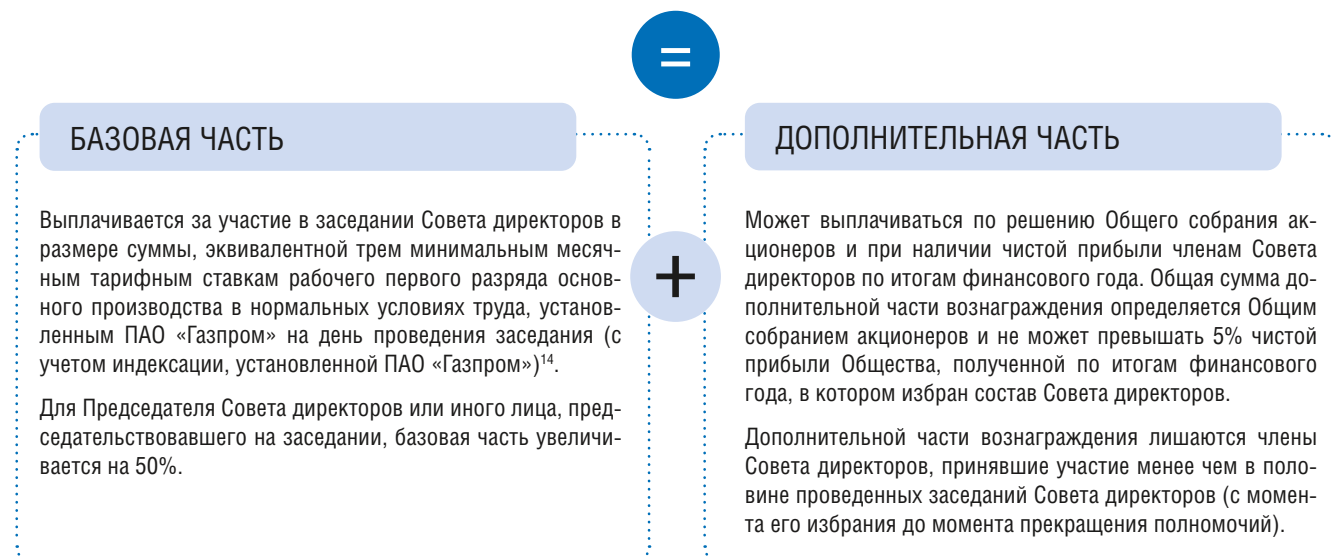 =
БАЗОВАЯ ЧАСТЬ
Выплачивается за участие в заседании Совета директоров в
размере суммы, эквивалентной трем минимальным месяч-
ным тарифным ставкам рабочего первого разряда основ-
ного производства в нормальных условиях труда, установ-
ленным ПАО «Газпром» на день проведения заседания (с
учетом индексации, установленной ПАО «Газпром»)¹⁴.
Для Председателя Совета директоров или иного лица, пред-
седательствовавшего на заседании, базовая часть увеличи-
вается на 50%.
+
ДОПОЛНИТЕЛЬНАЯ ЧАСТЬ
Может выплачиваться по решению Общего собрания ак-
ционеров и при наличии чистой прибыли членам Совета
директоров по итогам финансового года. Общая сумма до-
полнительной части вознаграждения определяется Общим
собранием акционеров и не может превышать 5% чистой
прибыли Общества, полученной по итогам финансового
года, в котором избран состав Совета директоров.
Дополнительной части вознаграждения лишаются члены
Совета директоров, принявшие участие менее чем в поло-
вине проведенных заседаний Совета директоров (с момен-
та его избрания до момента прекращения полномочий).